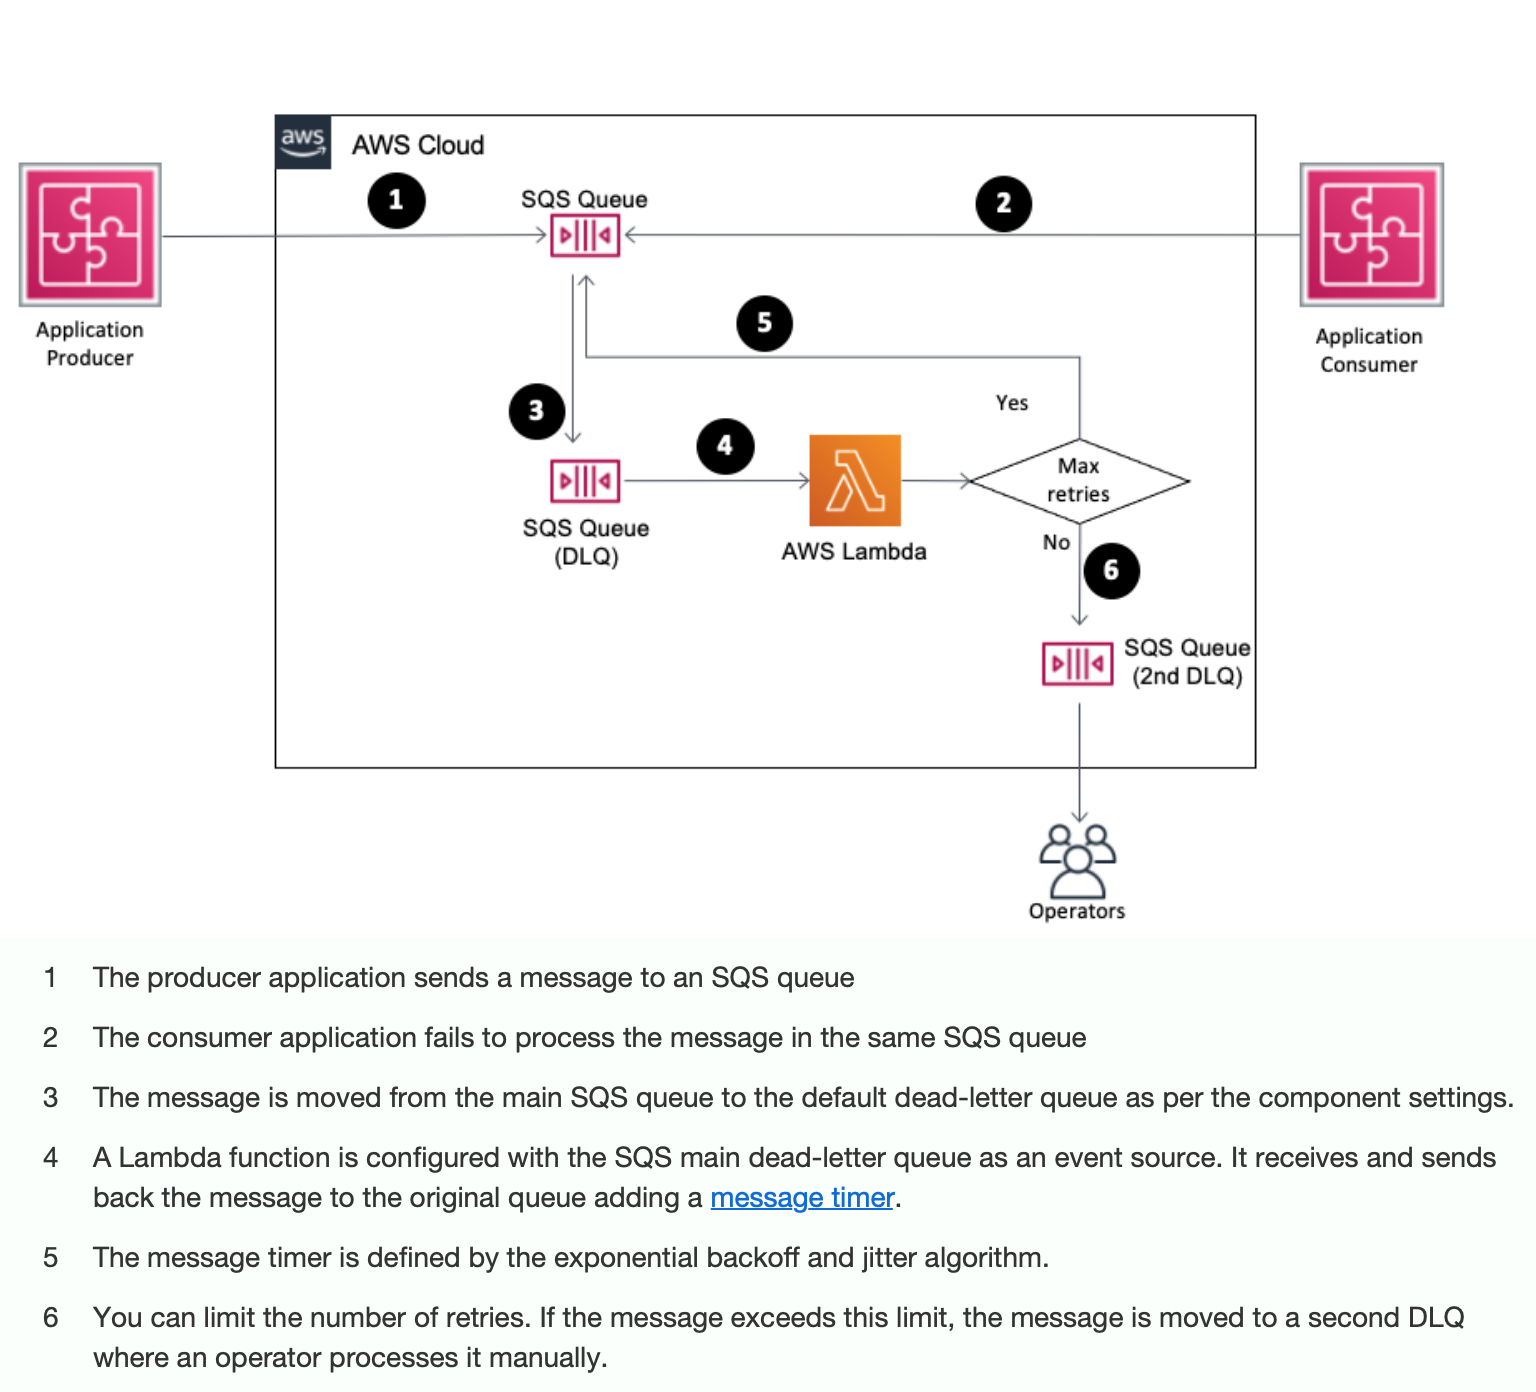 aws
AWS Cloud
1
SQS Queue
2
Application
Producer
5
Application
Consumer
3
Yes
4
Max
retries
SQS Queue
(DLQ)
AWS Lambda
No
6
SQS Queue
(2nd DLQ)
Operators
1 The producer application sends a message to an SQS queue
2 The consumer application fails to process the message in the same SQS queue
3 The message is moved from the main SQS queue to the default dead-letter queue as per the component settings.
4 A Lambda function is configured with the SQS main dead-letter queue as an event source. It receives and sends
back the message to the original queue adding a message timer.
5 The message timer is defined by the exponential backoff and jitter algorithm.
6 You can limit the number of retries. If the message exceeds this limit, the message is moved to a second DLQ
where an operator processes it manually.